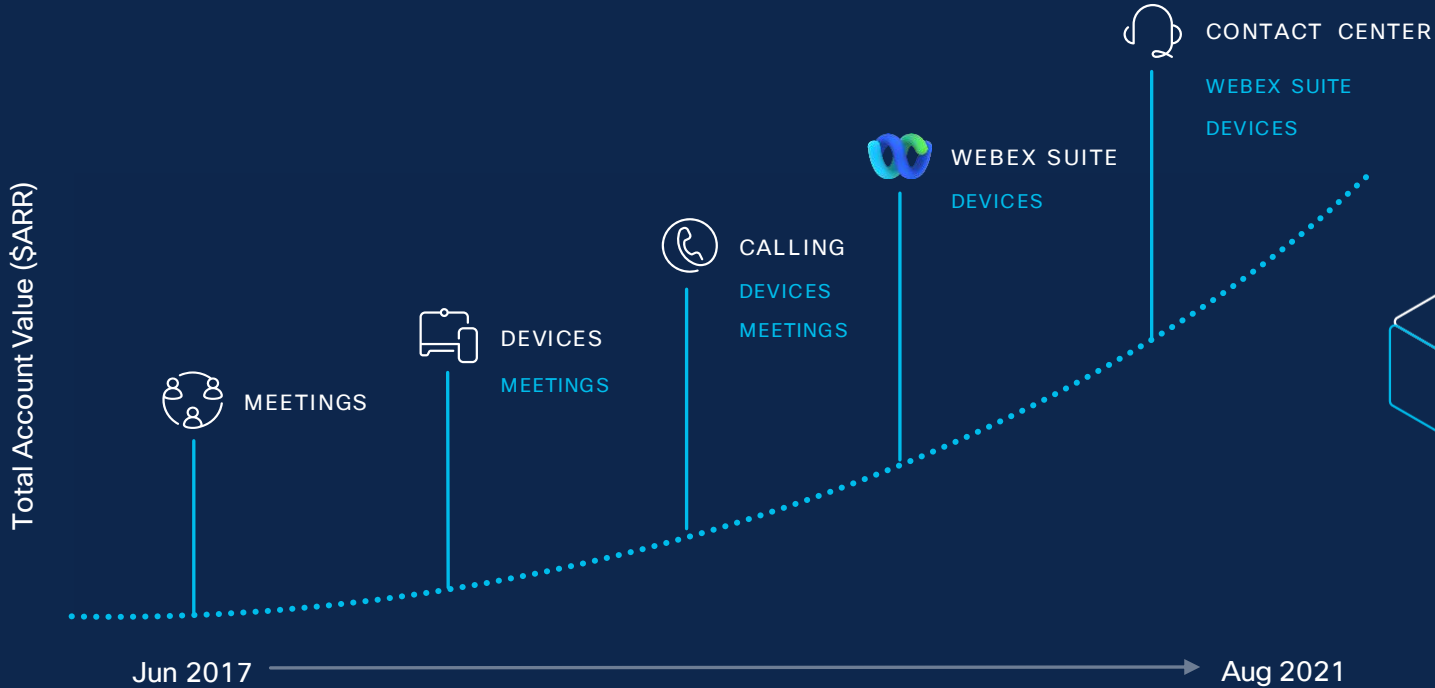 CONTACT CENTER
WEBEX SUITE
DEVICES
WEBEX SUITE
DEVICES
CALLING
DEVICES
MEETINGS
DEVICES
MEETINGS
MEETINGS
Total Account Value ($ARR)
Jun 2017
Aug 2021